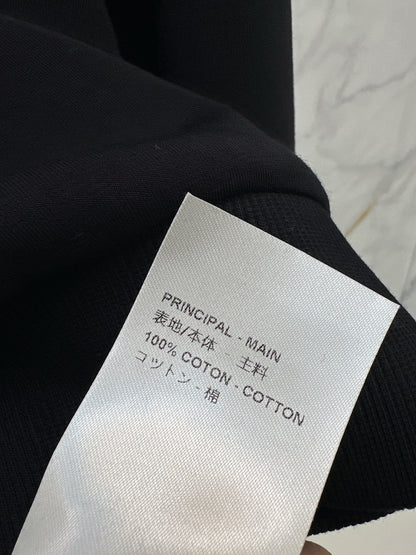 PRINCIPAL - MAIN
表地/本体 - 主料
100% COTON - COTTON
コットン - 棉